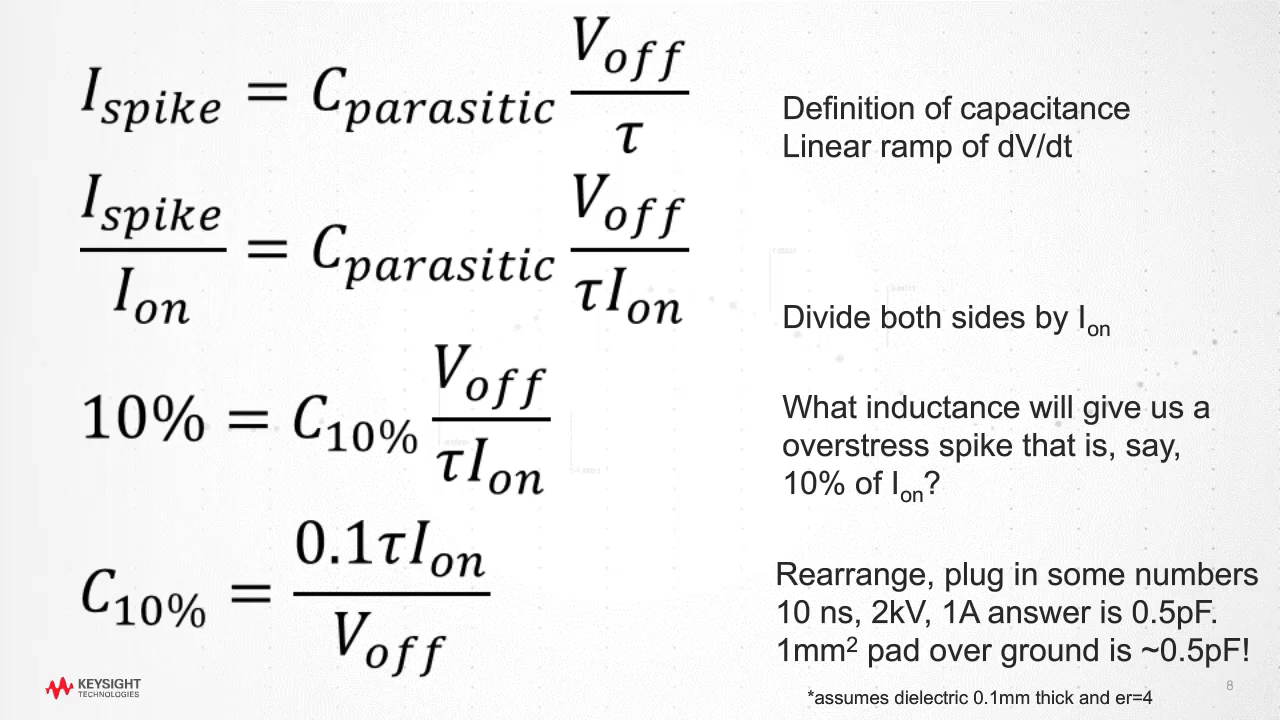 I_spike = C_parasitic V_off / τ
Definition of capacitance
Linear ramp of dV/dt
I_spike / I_on = C_parasitic V_off / τI_on
Divide both sides by I_on
10% = C_10% V_off / τI_on
What inductance will give us a
overstress spike that is, say,
10% of I_on?
C_10% = 0.1τI_on / V_off
Rearrange, plug in some numbers
10 ns, 2kV, 1A answer is 0.5pF.
1mm² pad over ground is ~0.5pF!
*assumes dielectric 0.1mm thick and er=4
KEYSIGHT
TECHNOLOGIES
8